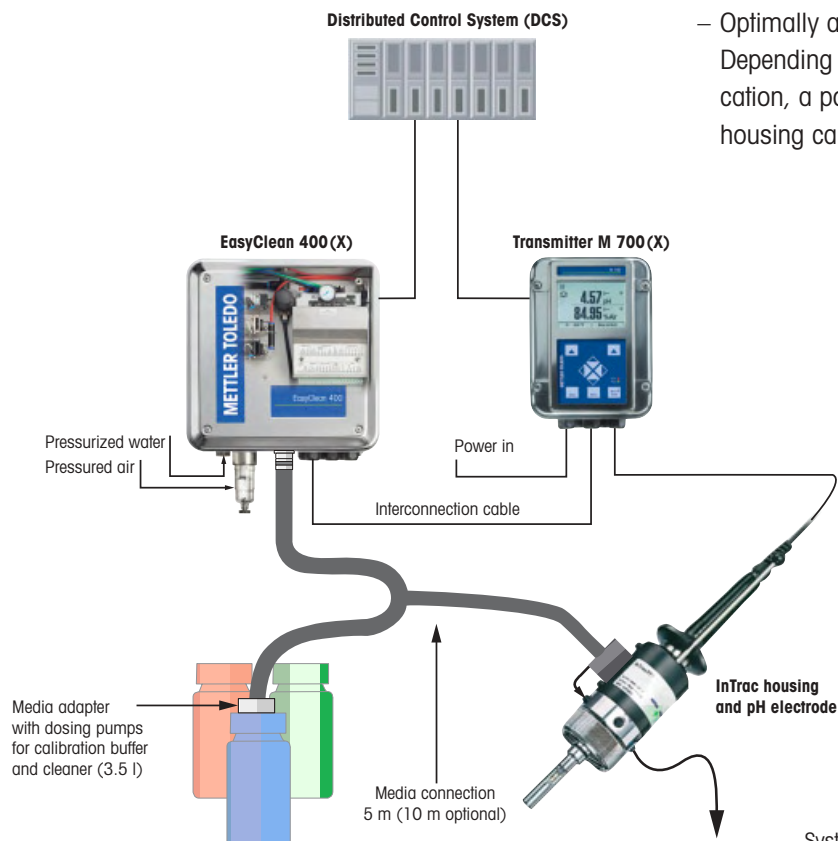 Distributed Control System (DCS)
– Optimally a
Depending
cation, a po
housing ca
EasyClean 400(X)
Transmitter M 700(X)
METTLER TOLEDO
EasyClean 400
4.57 pH
84.95 %Air
Pressurized water
Pressured air
Power in
Interconnection cable
Media adapter
with dosing pumps
for calibration buffer
and cleaner (3.5 l)
Media connection
5 m (10 m optional)
InTrac housing
and pH electrode
Syst